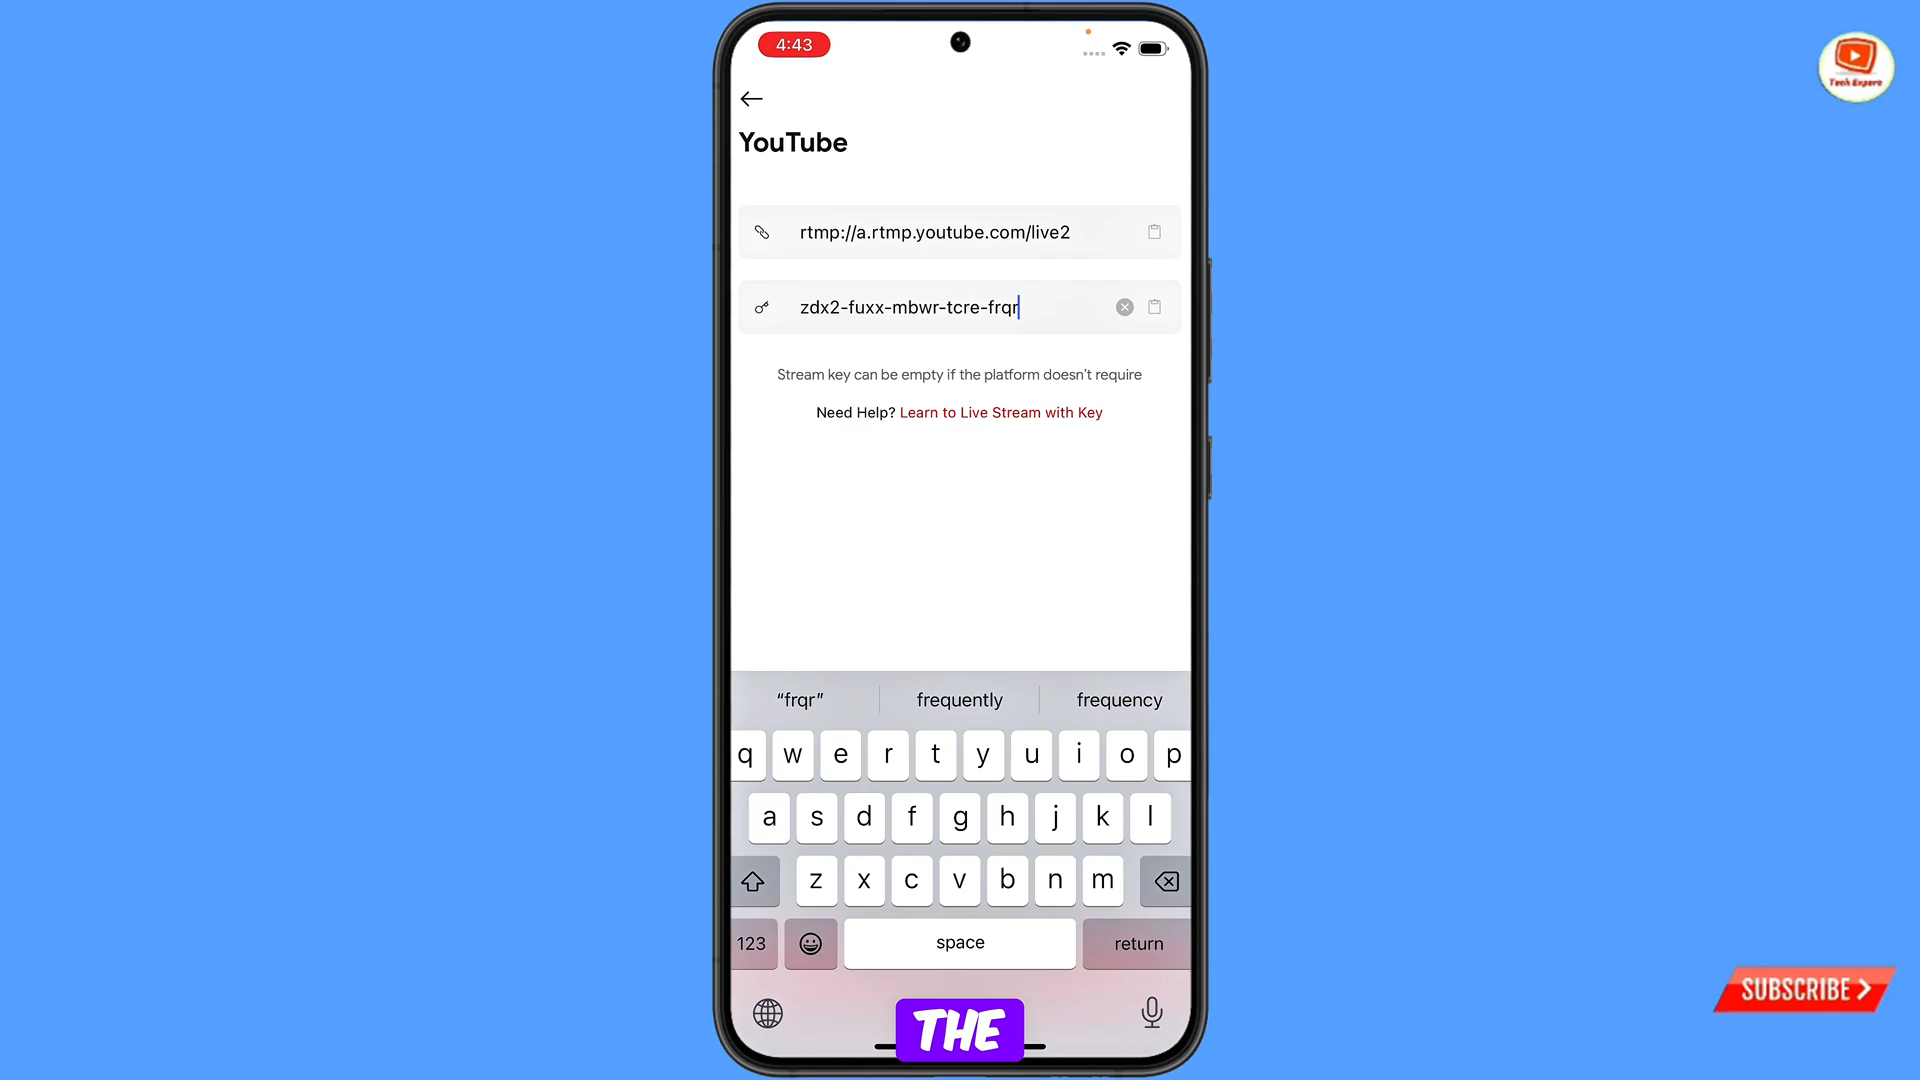 4:43
Tech Expero
YouTube
rtmp://a.rtmp.youtube.com/live2
zdx2-fuxx-mbwr-tcre-frqr
Stream key can be empty if the platform doesn't require
Need Help? Learn to Live Stream with Key
"frqr" frequently frequency
q w e r t y u i o p
a s d f g h j k l
z x c v b n m
123 space return
SUBSCRIBE
THE